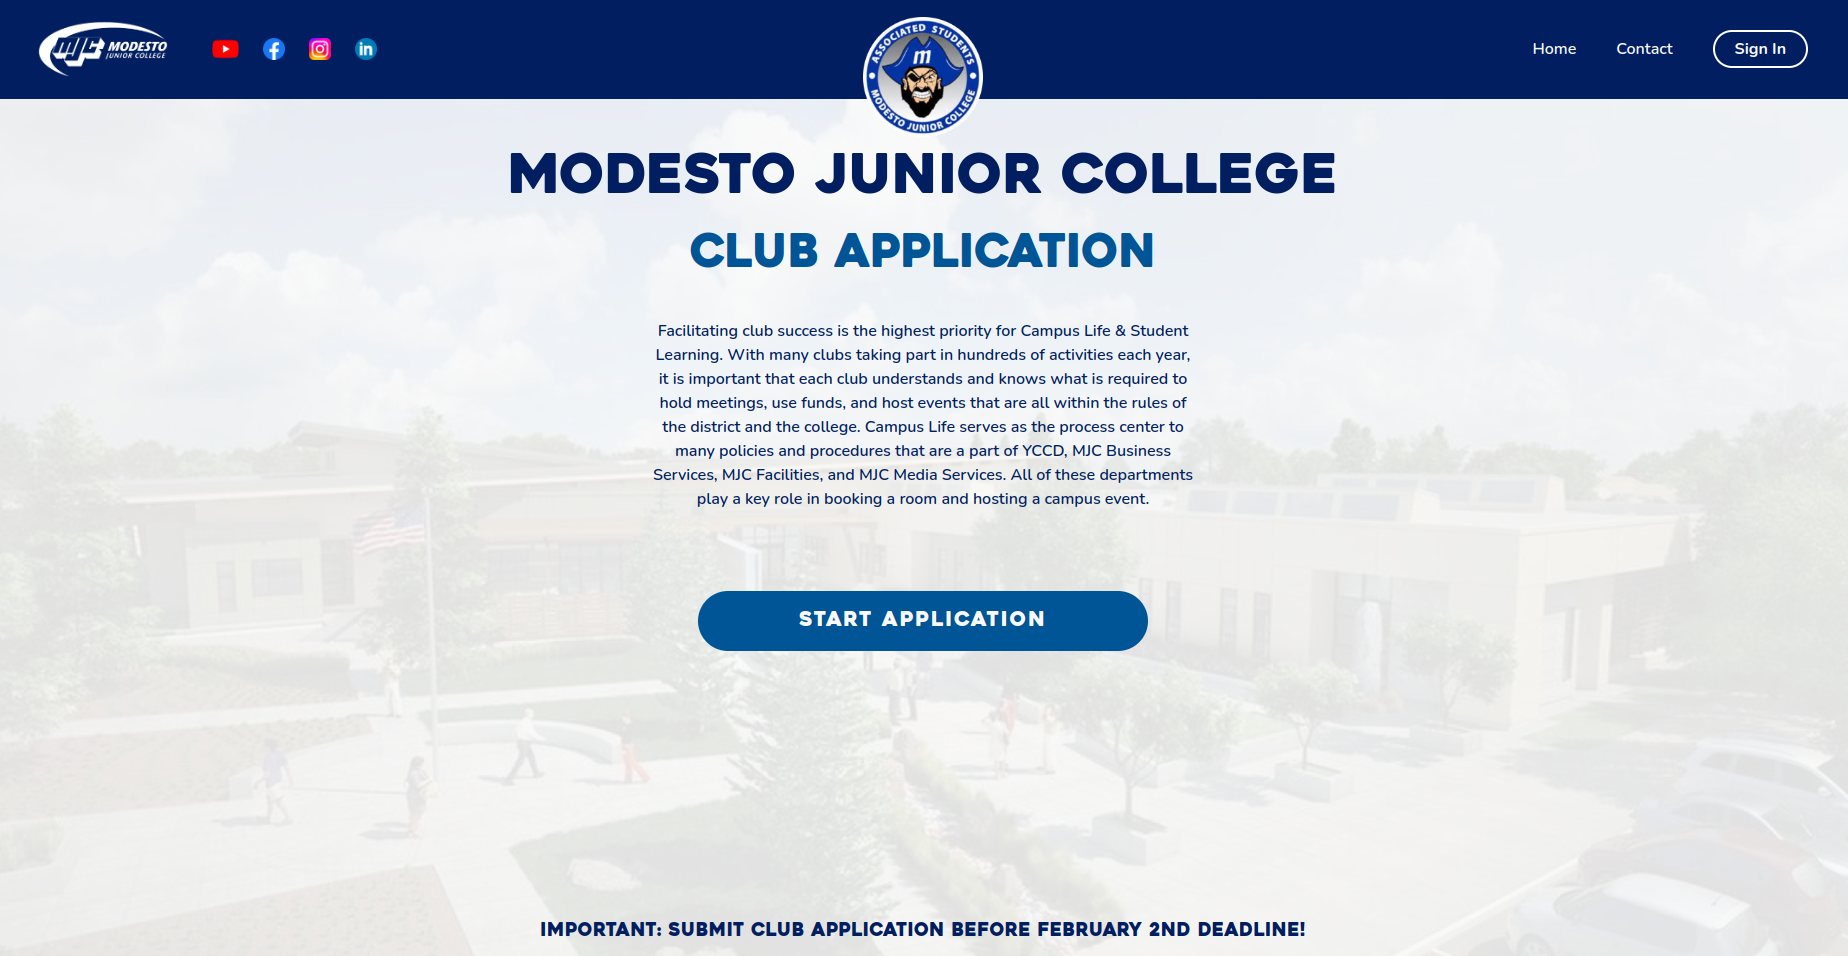 MJC MODESTO
JUNIOR COLLEGE
ASSOCIATED STUDENTS
m
MODESTO JUNIOR COLLEGE
Home
Contact
Sign In
MODESTO JUNIOR COLLEGE
CLUB APPLICATION
Facilitating club success is the highest priority for Campus Life & Student
Learning. With many clubs taking part in hundreds of activities each year,
it is important that each club understands and knows what is required to
hold meetings, use funds, and host events that are all within the rules of
the district and the college. Campus Life serves as the process center to
many policies and procedures that are a part of YCCD, MJC Business
Services, MJC Facilities, and MJC Media Services. All of these departments
play a key role in booking a room and hosting a campus event.
START APPLICATION
IMPORTANT: SUBMIT CLUB APPLICATION BEFORE FEBRUARY 2ND DEADLINE!